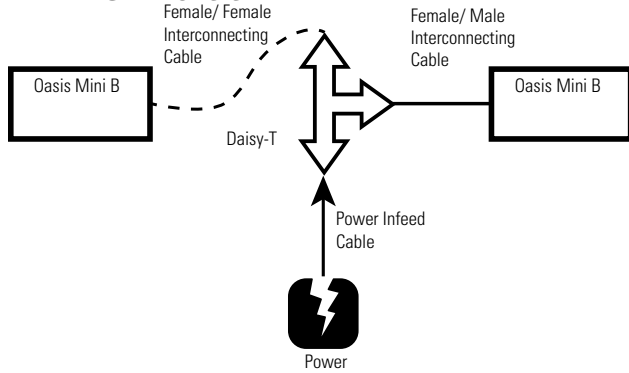 Female/ Female
Interconnecting
Cable
Female/ Male
Interconnecting
Cable
Oasis Mini B
Oasis Mini B
Daisy-T
Power Infeed
Cable
Power